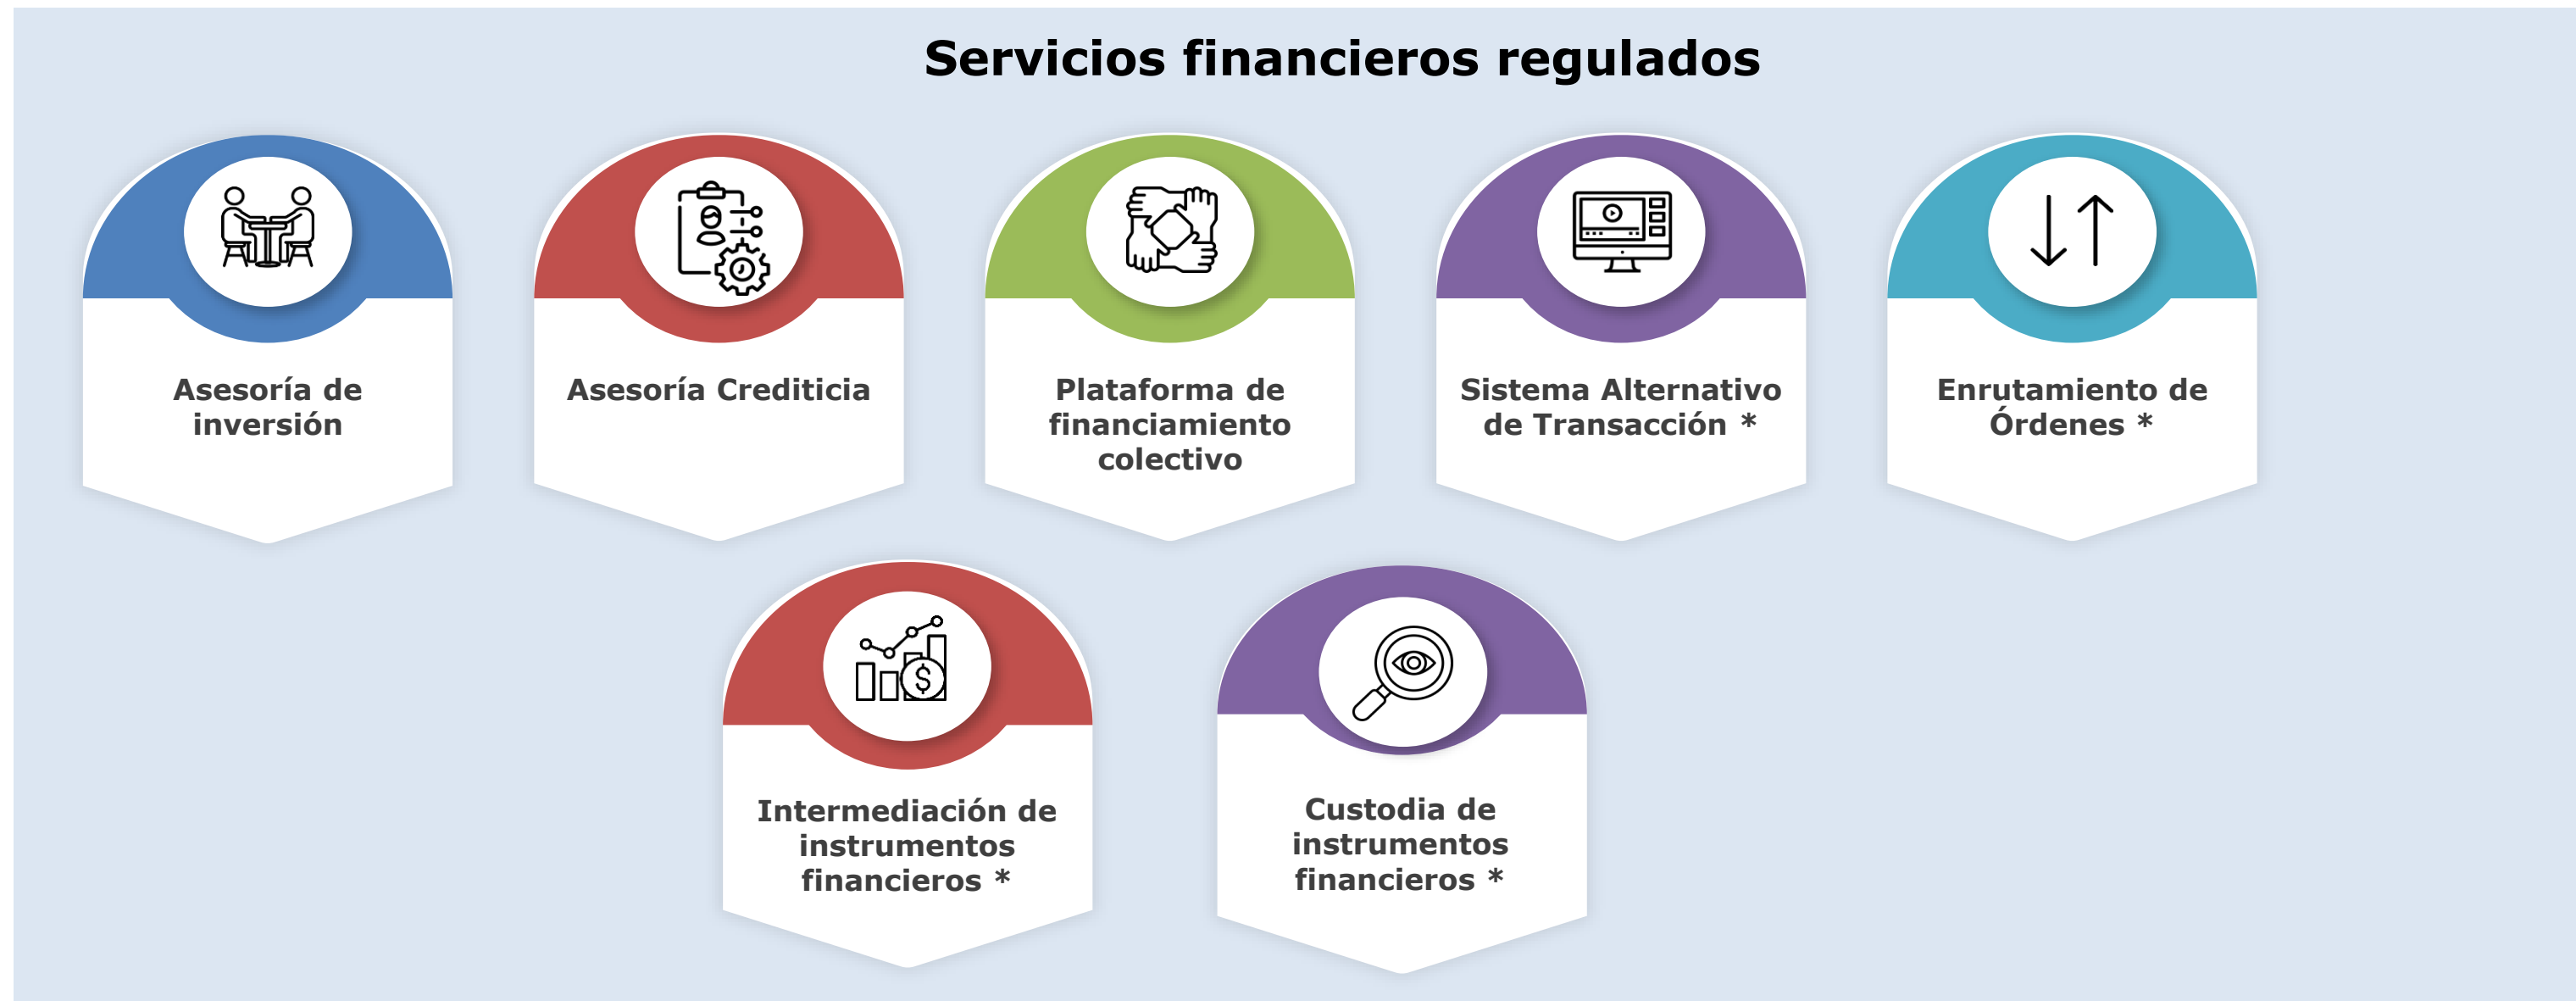 Servicios financieros regulados
Asesoría de
inversión
Asesoría Crediticia
Plataforma de
financiamiento
colectivo
Sistema Alternativo
de Transacción *
Enrutamiento de
Órdenes *
Intermediación de
instrumentos
financieros *
Custodia de
instrumentos
financieros *